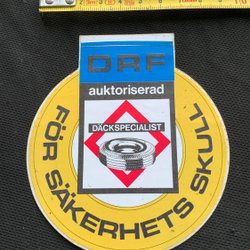 DRF
auktoriserad
DÄCKSPECIALIST
FÖR SÄKERHETS SKULL